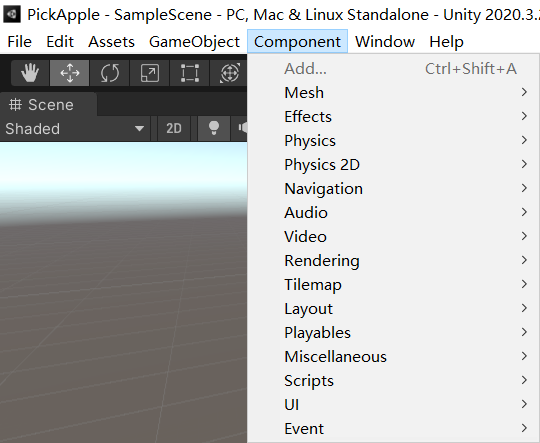 PickApple - SampleScene - PC, Mac & Linux Standalone - Unity 2020.3.
File Edit Assets GameObject Component Window Help
Add... Ctrl+Shift+A
Mesh
Scene
Effects
Shaded 2D
Physics
Physics 2D
Navigation
Audio
Video
Rendering
Tilemap
Layout
Playables
Miscellaneous
Scripts
UI
Event